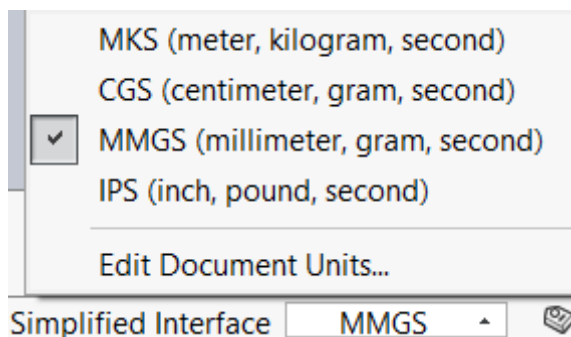 MKS (meter, kilogram, second)
CGS (centimeter, gram, second)
MMGS (millimeter, gram, second)
IPS (inch, pound, second)
Edit Document Units...
Simplified Interface MMGS